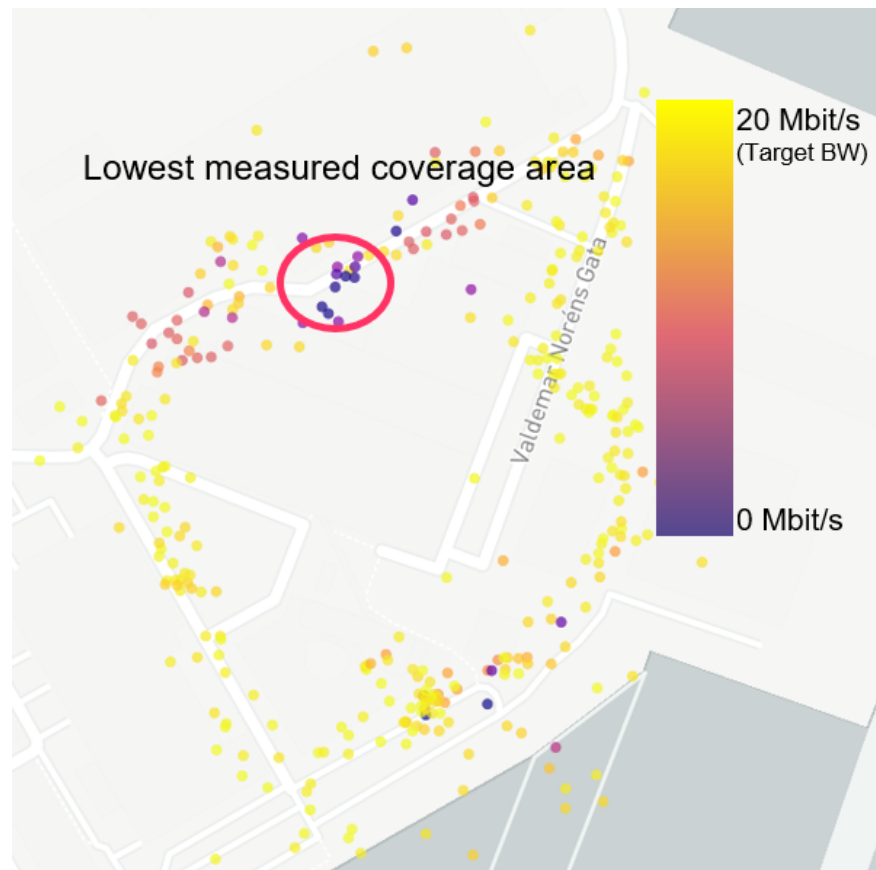 20 Mbit/s
(Target BW)
Lowest measured coverage area
Valdemar Noréns Gata
0 Mbit/s